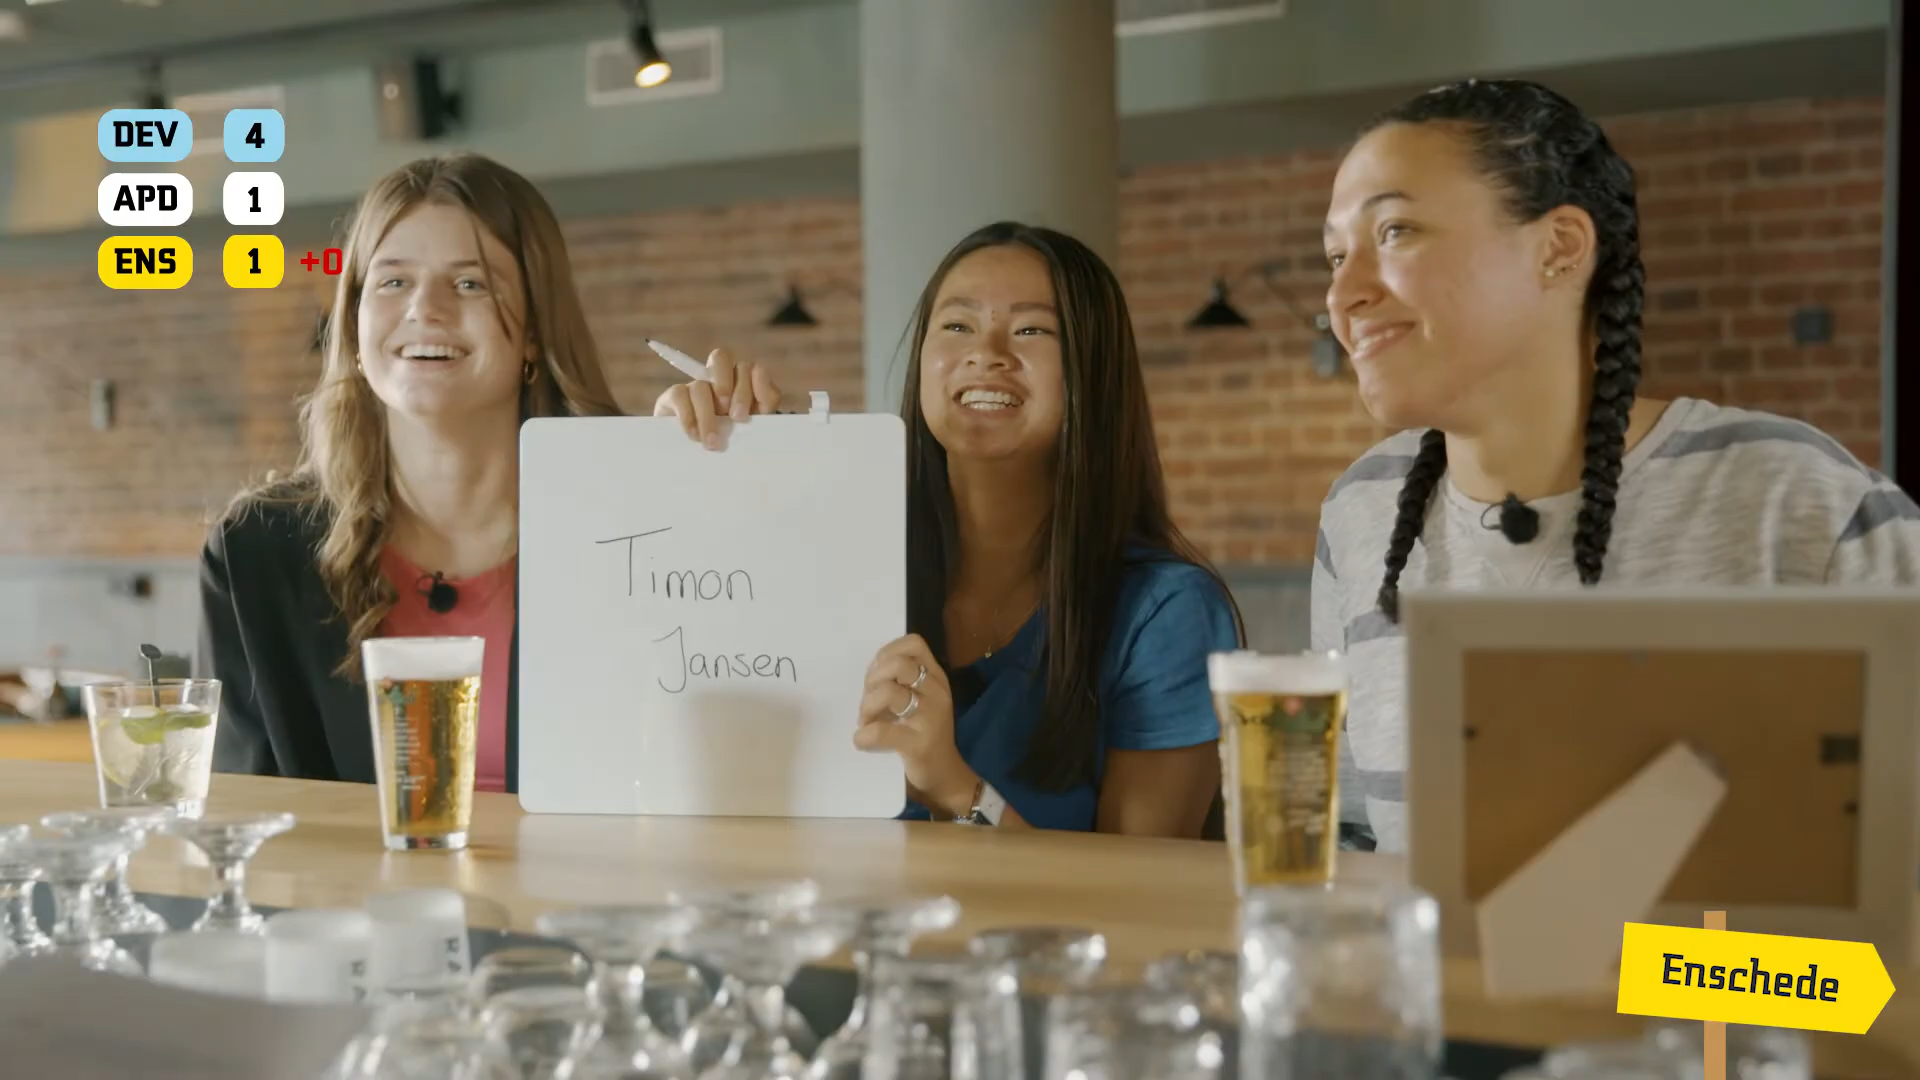 DEV 4
APD 1
ENS 1 +0
Timon
Jansen
Enschede